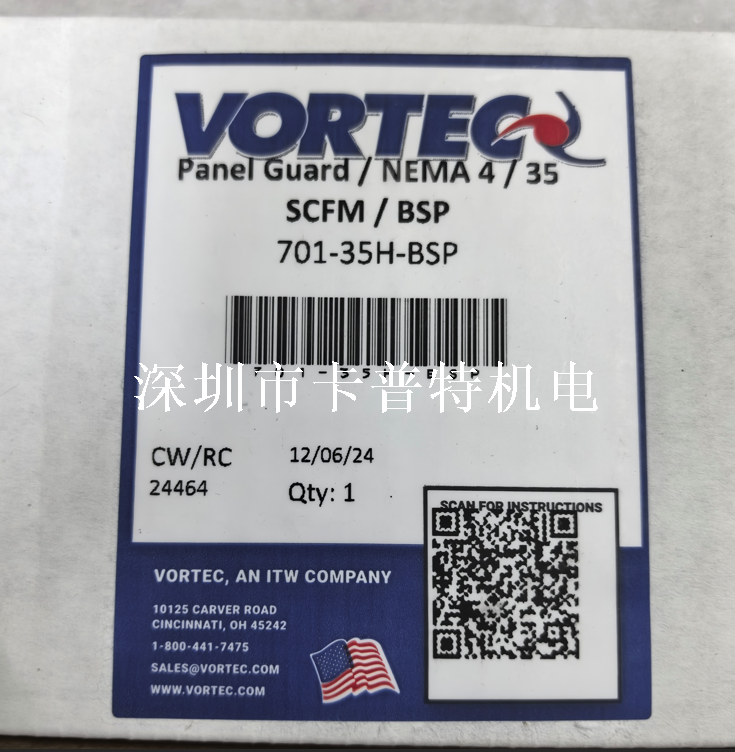 VORTEC
Panel Guard / NEMA 4 / 35
SCFM / BSP
701-35H-BSP
深圳市卡普特机电
CW/RC
12/06/24
24464
Qty: 1
SCAN FOR INSTRUCTIONS
VORTEC, AN ITW COMPANY
10125 CARVER ROAD
CINCINNATI, OH 45242
1-800-441-7475
SALES@VORTEC.COM
WWW.VORTEC.COM